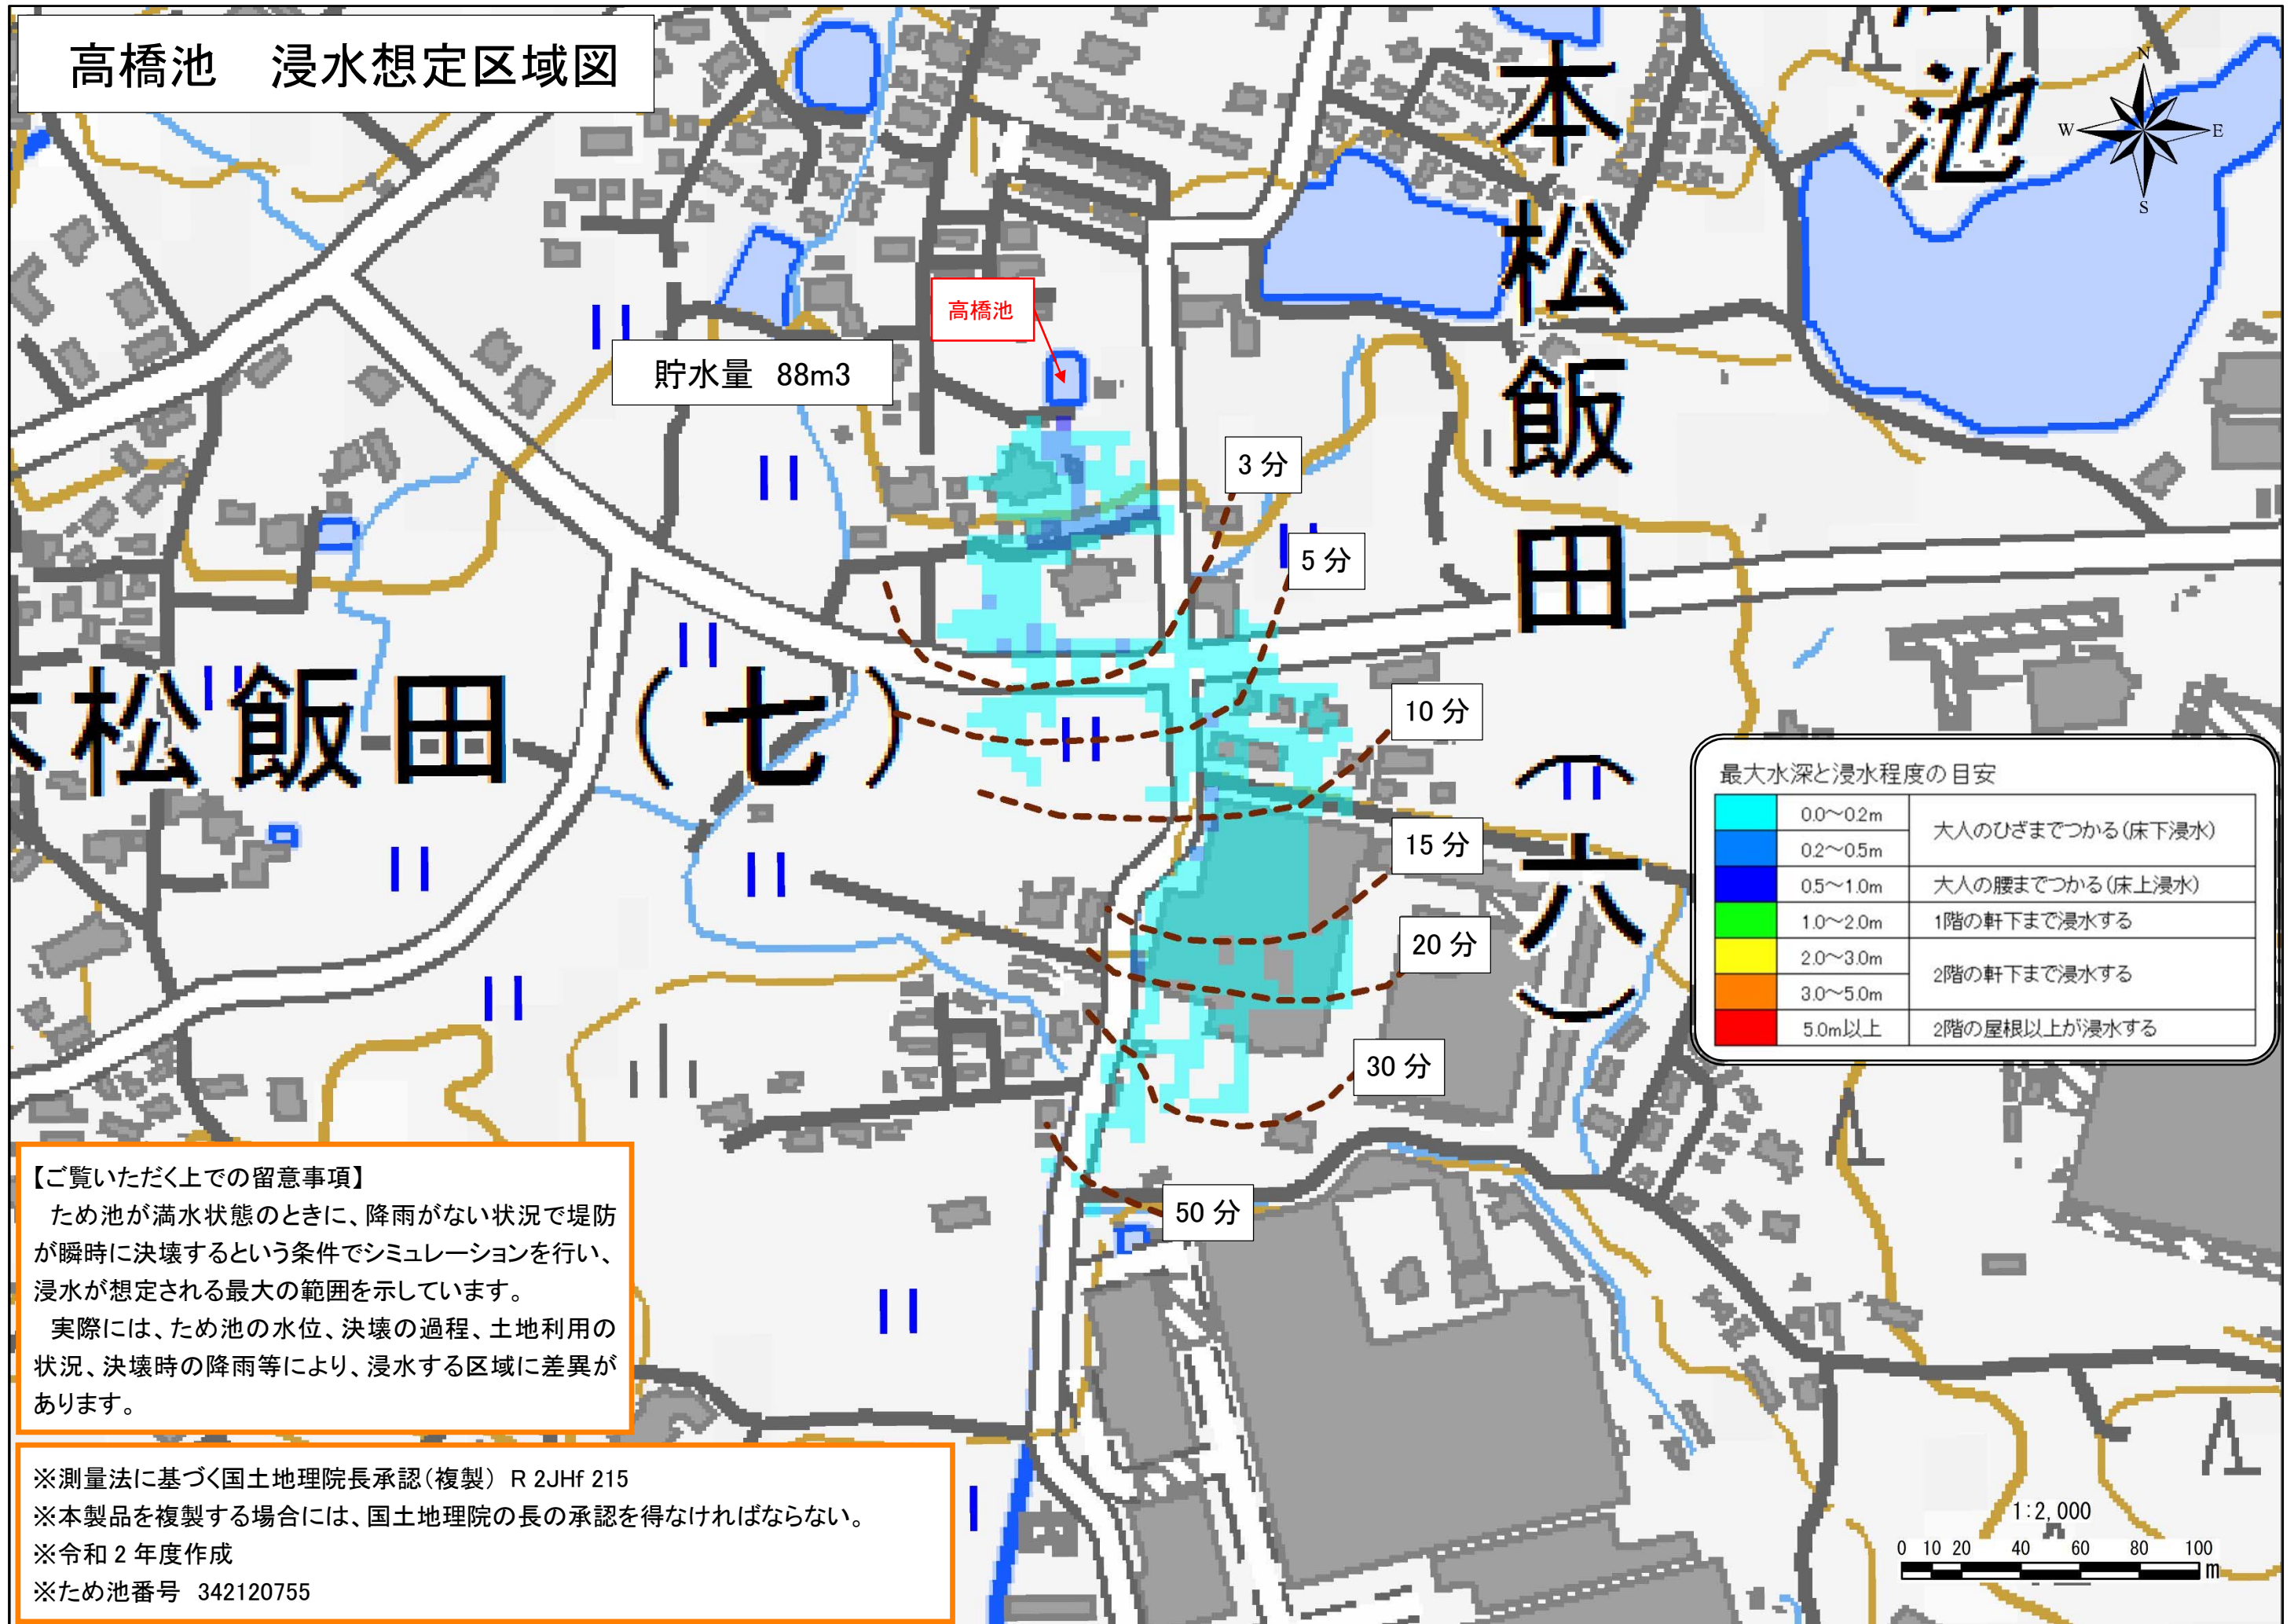 高橋池　浸水想定区域図
池
N
W
E
S
本松飯田（六）
高橋池
貯水量 88m3
3 分
5 分
10 分
15 分
20 分
30 分
50 分
松飯田（七）
最大水深と浸水程度の目安
0.0～0.2m
大人のひざまでつかる(床下浸水)
0.2～0.5m
0.5～1.0m 大人の腰までつかる(床上浸水)
1.0～2.0m 1階の軒下まで浸水する
2.0～3.0m
2階の軒下まで浸水する
3.0～5.0m
5.0m以上 2階の屋根以上が浸水する
【ご覧いただく上での留意事項】
ため池が満水状態のときに、降雨がない状況で堤防
が瞬時に決壊するという条件でシミュレーションを行い、
浸水が想定される最大の範囲を示しています。
実際には、ため池の水位、決壊の過程、土地利用の
状況、決壊時の降雨等により、浸水する区域に差異が
あります。
※測量法に基づく国土地理院長承認(複製) R 2JHf 215
※本製品を複製する場合には、国土地理院の長の承認を得なければならない。
※令和 2 年度作成
※ため池番号 342120755
1:2,000
0 10 20 40 60 80 100
m